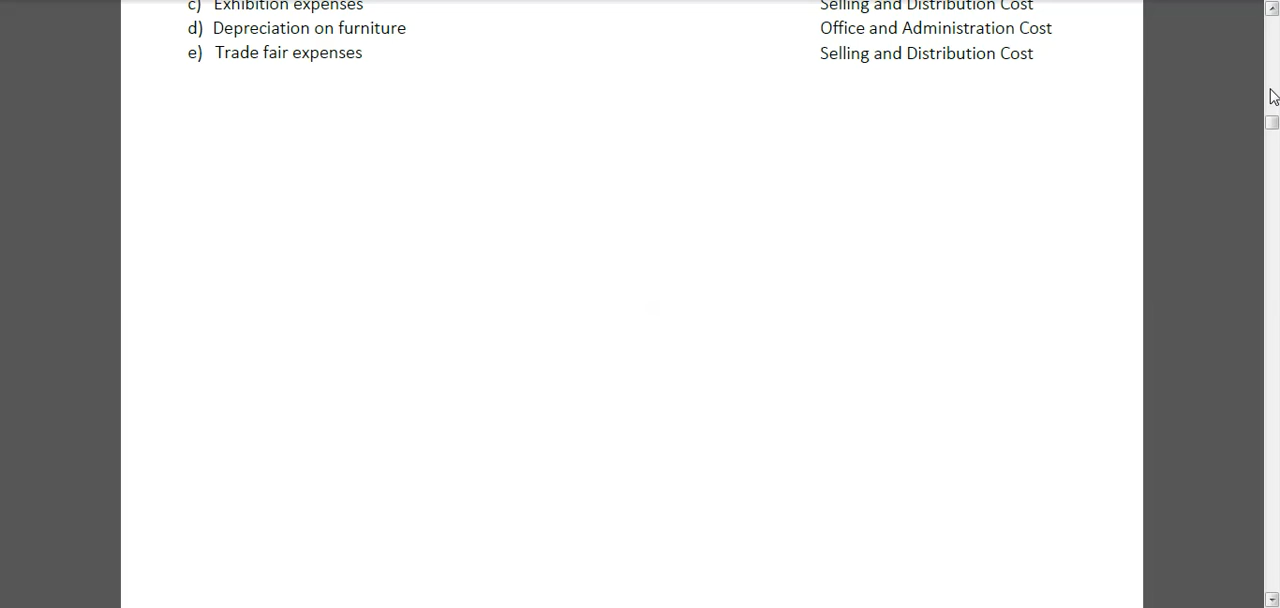 c) Exhibition expenses Selling and Distribution Cost
d) Depreciation on furniture Office and Administration Cost
e) Trade fair expenses Selling and Distribution Cost